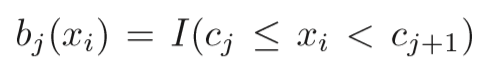 b_j(x_i) = I(c_j ≤ x_i < c_{j+1})